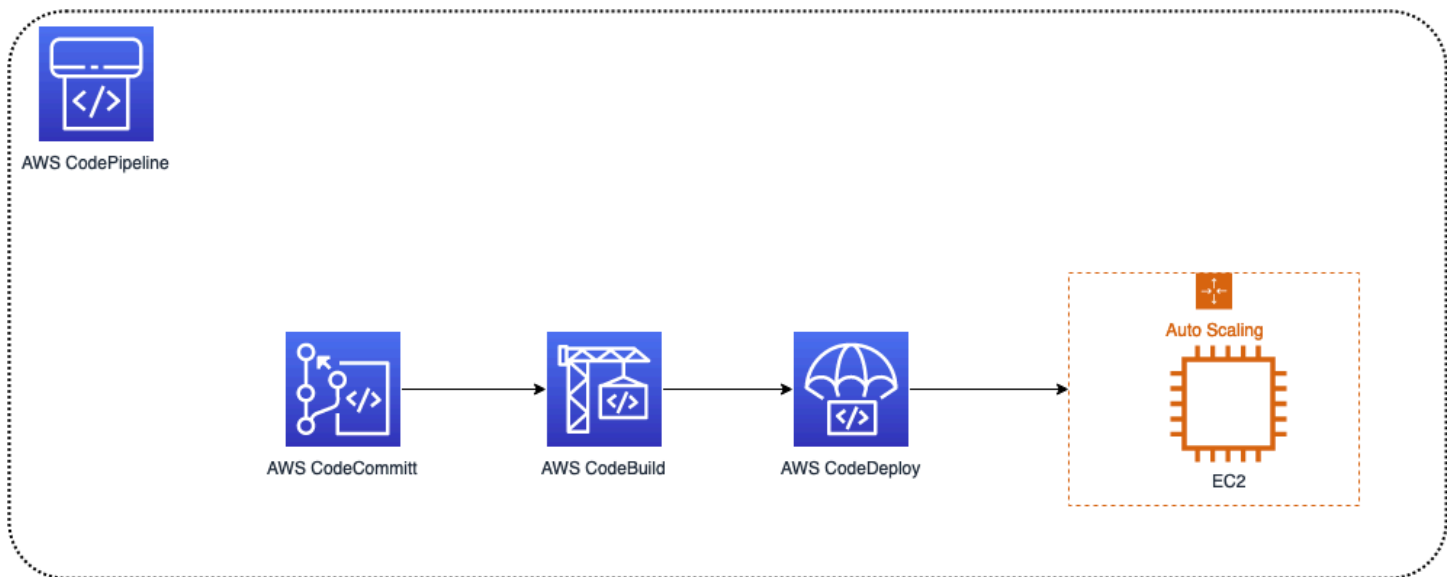 AWS CodePipeline
Auto Scaling
AWS CodeCommitt
AWS CodeBuild
AWS CodeDeploy
EC2